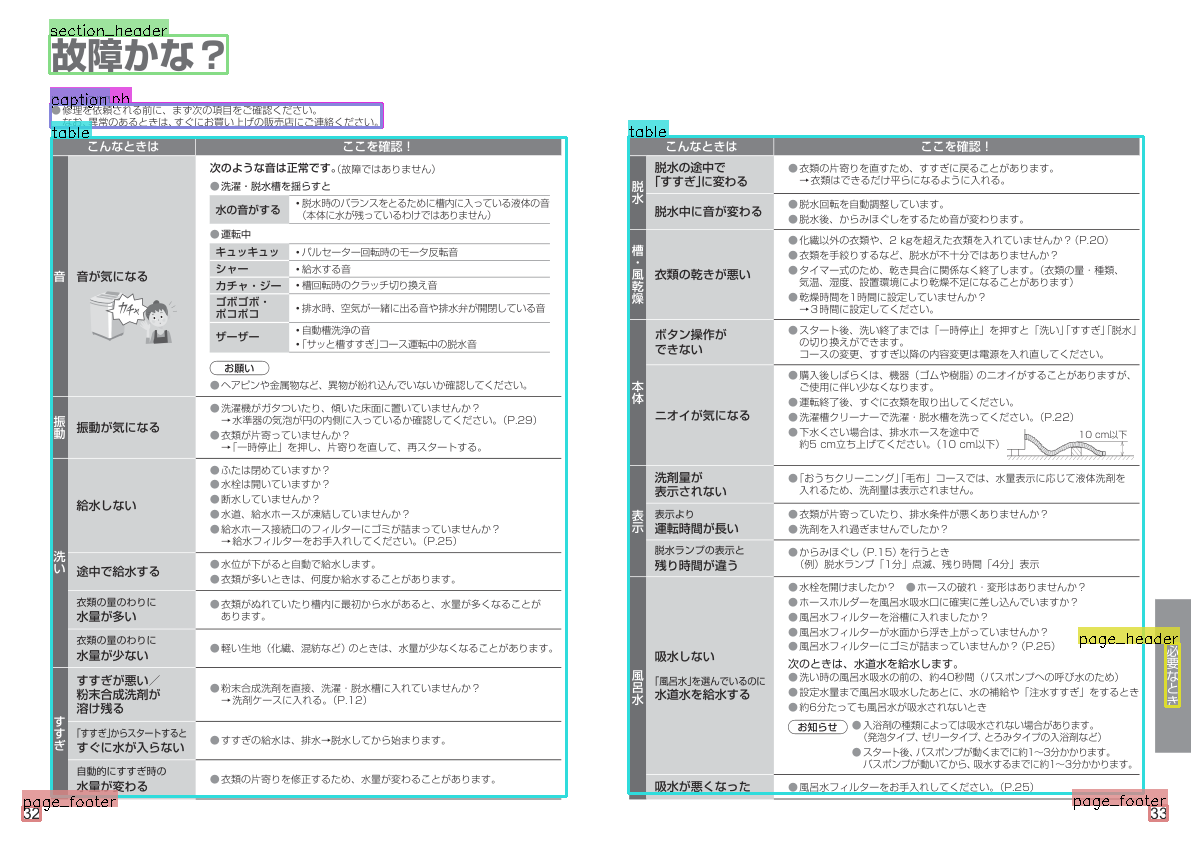 section_header
故障かな？
caption
ph
●修理を依頼される前に、まず次の項目をご確認ください。
なお、異常のあるときは、すぐにお買い上げの販売店にご連絡ください。
table
こんなときは
ここを確認！
音
音が気になる
カチャ
次のような音は正常です。(故障ではありません)
●洗濯・脱水槽を揺らすと
水の音がする
・脱水時のバランスをとるために槽内に入っている液体の音
（本体に水が残っているわけではありません）
●運転中
キュッキュッ
・パルセーター回転時のモータ反転音
シャー
・給水する音
カチャ・ジー
・槽回転時のクラッチ切り換え音
ゴボゴボ・
ポコポコ
・排水時、空気が一緒に出る音や排水弁が開閉している音
ザーザー
・自動槽洗浄の音
・「サッと槽すすぎ」コース運転中の脱水音
お願い
●ヘアピンや金属物など、異物が紛れ込んでいないか確認してください。
振動
振動が気になる
●洗濯機がガタついたり、傾いた床面に置いていませんか？
→水準器の気泡が円の内側に入っているか確認してください。（P.29）
●衣類が片寄っていませんか？
→「一時停止」を押し、片寄りを直して、再スタートする。
洗い
給水しない
●ふたは閉めていますか？
●水栓は開いていますか？
●断水していませんか？
●水道、給水ホースが凍結していませんか？
●給水ホース接続口のフィルターにゴミが詰まっていませんか？
→給水フィルターをお手入れしてください。（P.25）
途中で給水する
●水位が下がると自動で給水します。
●衣類が多いときは、何度か給水することがあります。
衣類の量のわりに
水量が多い
●衣類がぬれていたり槽内に最初から水があると、水量が多くなることが
あります。
衣類の量のわりに
水量が少ない
●軽い生地（化繊、混紡など）のときは、水量が少なくなることがあります。
すすぎ
すすぎが悪い／
粉末合成洗剤が
溶け残る
●粉末合成洗剤を直接、洗濯・脱水槽に入れていませんか？
→洗剤ケースに入れる。（P.12）
「すすぎ」からスタートすると
すぐに水が入らない
●すすぎの給水は、排水→脱水してから始まります。
自動的にすすぎ時の
水量が変わる
●衣類の片寄りを修正するため、水量が変わることがあります。
page_footer
32
table
こんなときは
ここを確認！
脱水
脱水の途中で
「すすぎ」に変わる
●衣類の片寄りを直すため、すすぎに戻ることがあります。
→衣類はできるだけ平らになるように入れる。
脱水中に音が変わる
●脱水回転を自動調整しています。
●脱水後、からみほぐしをするため音が変わります。
槽・風乾燥
衣類の乾きが悪い
●化繊以外の衣類や、2 kgを超えた衣類を入れていませんか？（P.20）
●衣類を手絞りするなど、脱水が不十分ではありませんか？
●タイマー式のため、乾き具合に関係なく終了します。（衣類の量・種類、
気温、湿度、設置環境により乾燥不足になることがあります）
●乾燥時間を1時間に設定していませんか？
→３時間に設定してください。
本体
ボタン操作が
できない
●スタート後、洗い終了までは「一時停止」を押すと「洗い」「すすぎ」「脱水」
の切り換えができます。
コースの変更、すすぎ以降の内容変更は電源を入れ直してください。
ニオイが気になる
●購入後しばらくは、機器（ゴムや樹脂）のニオイがすることがありますが、
ご使用に伴い少なくなります。
●運転終了後、すぐに衣類を取り出してください。
●洗濯槽クリーナーで洗濯・脱水槽を洗ってください。（P.22）
●下水くさい場合は、排水ホースを途中で
約5 cm立ち上げてください。（10 cm以下）
10 cm以下
表示
洗剤量が
表示されない
●「おうちクリーニング」「毛布」コースでは、水量表示に応じて液体洗剤を
入れるため、洗剤量は表示されません。
表示より
運転時間が長い
●衣類が片寄っていたり、排水条件が悪くありませんか？
●洗剤を入れ過ぎませんでしたか？
脱水ランプの表示と
残り時間が違う
●からみほぐし（P.15）を行うとき
（例）脱水ランプ「1分」点滅、残り時間「4分」表示
風呂水
吸水しない
「風呂水」を選んでいるのに
水道水を給水する
●水栓を開けましたか？ ●ホースの破れ・変形はありませんか？
●ホースホルダーを風呂水吸水口に確実に差し込んでいますか？
●風呂水フィルターを浴槽に入れましたか？
●風呂水フィルターが水面から浮き上がっていませんか？
●風呂水フィルターにゴミが詰まっていませんか？（P.25）
次のときは、水道水を給水します。
●洗い時の風呂水吸水の前の、約40秒間（バスポンプへの呼び水のため）
●設定水量まで風呂水吸水したあとに、水の補給や「注水すすぎ」をするとき
●約6分たっても風呂水が吸水されないとき
お知らせ
●入浴剤の種類によっては吸水されない場合があります。
（発泡タイプ、ゼリータイプ、とろみタイプの入浴剤など）
●スタート後、バスポンプが動くまでに約1～3分かかります。
バスポンプが動いてから、吸水するまでに約1～3分かかります。
吸水が悪くなった
●風呂水フィルターをお手入れしてください。（P.25）
page_header
必要なとき
page_footer
33